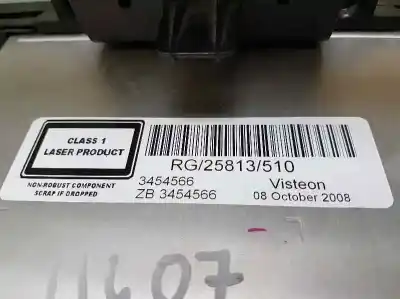 CLASS 1
LASER PRODUCT
NON-ROBUST COMPONENT
SCRAP IF DROPPED
RG/25813/510
3454566
ZB 3454566
Visteon
08 October 2008
11607